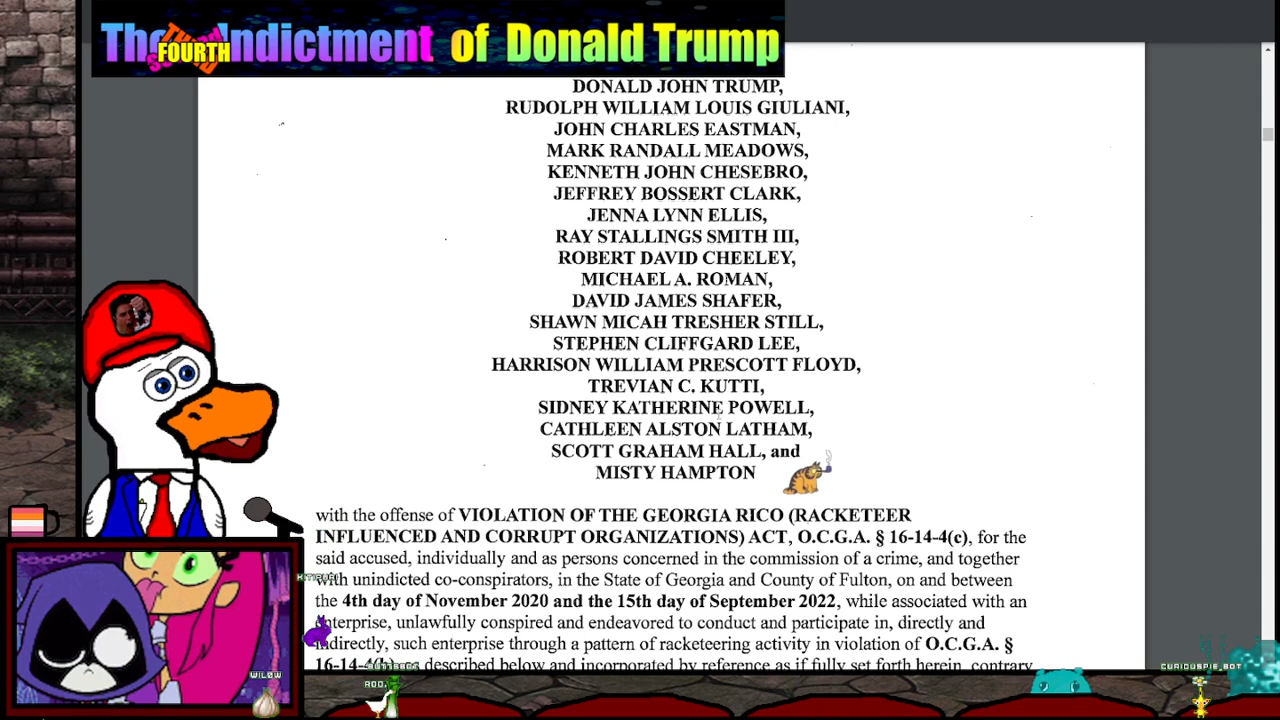 The Indictment of Donald Trump
FOURTH
DONALD JOHN TRUMP,
RUDOLPH WILLIAM LOUIS GIULIANI,
JOHN CHARLES EASTMAN,
MARK RANDALL MEADOWS,
KENNETH JOHN CHESEBRO,
JEFFREY BOSSERT CLARK,
JENNA LYNN ELLIS,
RAY STALLINGS SMITH III,
ROBERT DAVID CHEELEY,
MICHAEL A. ROMAN,
DAVID JAMES SHAFER,
SHAWN MICAH TRESHER STILL,
STEPHEN CLIFFGARD LEE,
HARRISON WILLIAM PRESCOTT FLOYD,
TREVIAN C. KUTTI,
SIDNEY KATHERINE POWELL,
CATHLEEN ALSTON LATHAM,
SCOTT GRAHAM HALL, and
MISTY HAMPTON
with the offense of VIOLATION OF THE GEORGIA RICO (RACKETEER
INFLUENCED AND CORRUPT ORGANIZATIONS) ACT, O.C.G.A. § 16-14-4(c), for the
said accused, individually and as persons concerned in the commission of a crime, and together
with unindicted co-conspirators, in the State of Georgia and County of Fulton, on and between
the 4th day of November 2020 and the 15th day of September 2022, while associated with an
enterprise, unlawfully conspired and endeavored to conduct and participate in, directly and
indirectly, such enterprise through a pattern of racketeering activity in violation of O.C.G.A. §
described below and incorporated by reference as if fully set forth herein, contrary
WILØW
CURIOUSPIE_BOT